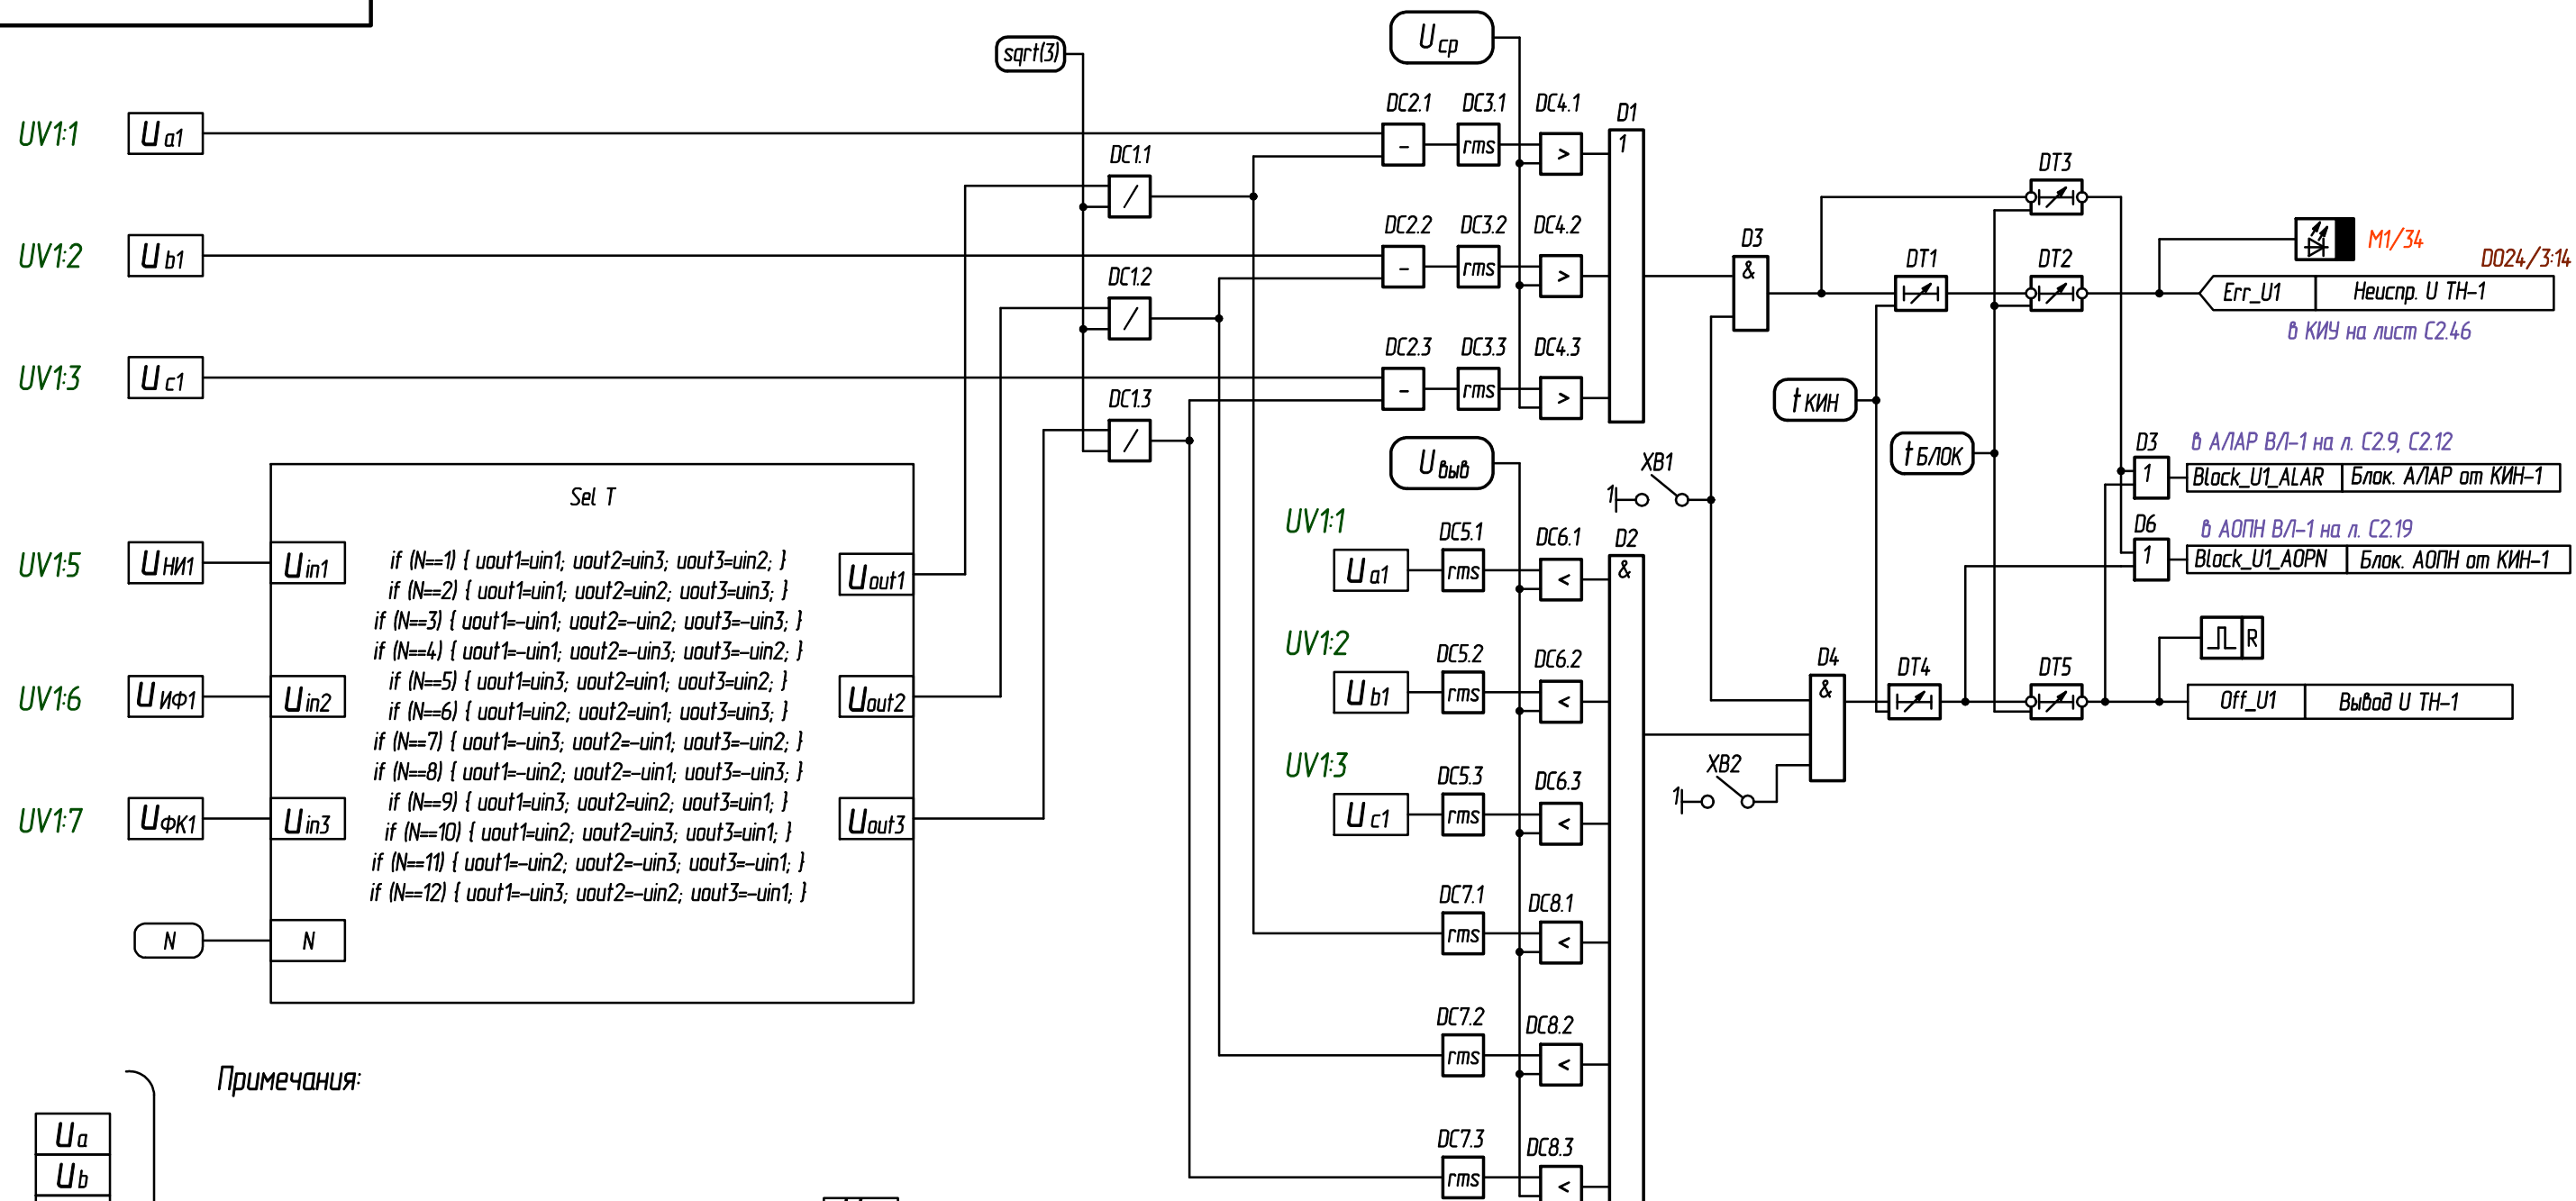 sqrt(3)
U ср
UV1:1
U a1
DC1.1
/
DC2.1
-
DC3.1
rms
DC4.1
>
D1
1
UV1:2
U b1
DC1.2
/
DC2.2
-
DC3.2
rms
DC4.2
>
UV1:3
U c1
DC1.3
/
DC2.3
-
DC3.3
rms
DC4.3
>
D3
&
DT1
DT3
DT2
M1/34
DO24/3:14
Err_U1 Неиспр. U ТН-1
в КИУ на лист С2.46
t КИН
t БЛОК
D3
1
в АЛАР ВЛ-1 на л. С2.9, С2.12
Block_U1_ALAR Блок. АЛАР от КИН-1
D6
1
в АОПН ВЛ-1 на л. С2.19
Block_U1_AOPN Блок. АОПН от КИН-1
Sel T
UV1:5
U НИ1
U in1
UV1:6
U ИФ1
U in2
UV1:7
U ФК1
U in3
N
N
if (N==1) { uout1=uin1; uout2=uin3; uout3=uin2; }
if (N==2) { uout1=uin1; uout2=uin2; uout3=uin3; }
if (N==3) { uout1=-uin1; uout2=-uin2; uout3=-uin3; }
if (N==4) { uout1=-uin1; uout2=-uin3; uout3=-uin2; }
if (N==5) { uout1=uin3; uout2=uin1; uout3=uin2; }
if (N==6) { uout1=uin2; uout2=uin1; uout3=uin3; }
if (N==7) { uout1=-uin3; uout2=-uin1; uout3=-uin2; }
if (N==8) { uout1=-uin2; uout2=-uin1; uout3=-uin3; }
if (N==9) { uout1=uin3; uout2=uin2; uout3=uin1; }
if (N==10) { uout1=uin2; uout2=uin3; uout3=uin1; }
if (N==11) { uout1=-uin2; uout2=-uin3; uout3=-uin1; }
if (N==12) { uout1=-uin3; uout2=-uin2; uout3=-uin1; }
U out1
U out2
U out3
U выв
XB1
1
UV1:1
U a1
DC5.1
rms
DC6.1
<
D2
&
UV1:2
U b1
DC5.2
rms
DC6.2
<
UV1:3
U c1
DC5.3
rms
DC6.3
<
DC7.1
rms
DC8.1
<
DC7.2
rms
DC8.2
<
DC7.3
rms
DC8.3
<
XB2
1
D4
&
DT4
DT5
R
Off_U1 Вывод U ТН-1
Примечания:
U a
U b